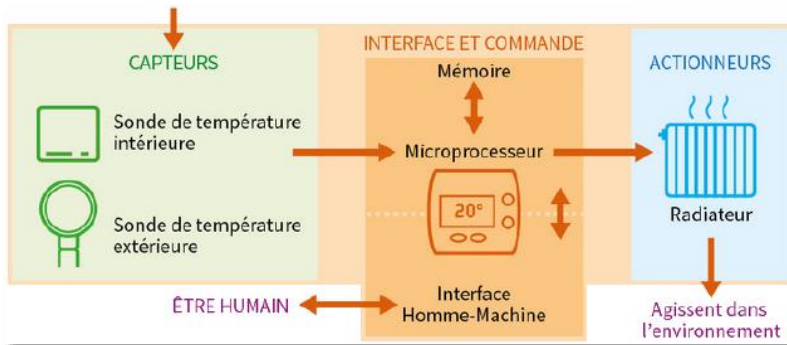 CAPTEURS
Sonde de température
intérieure
Sonde de température
extérieure
INTERFACE ET COMMANDE
Mémoire
Microprocesseur
20°
Interface
Homme-Machine
ÊTRE HUMAIN
ACTIONNEURS
Radiateur
Agissent dans
l'environnement